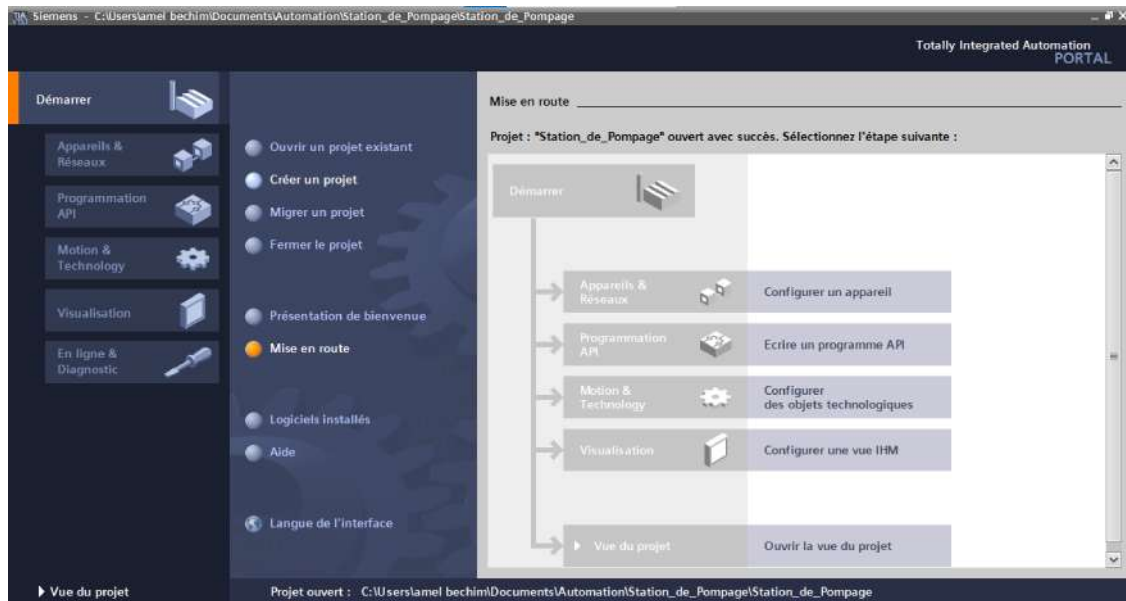 Siemens - C:\Users\amel bechim\Documents\Automation\Station_de_Pompage\Station_de_Pompage
Totally Integrated Automation
PORTAL
Démarrer
Appareils &
Réseaux
Programmation
API
Motion &
Technology
Visualisation
En ligne &
Diagnostic
Vue du projet
Ouvrir un projet existant
Créer un projet
Migrer un projet
Fermer le projet
Présentation de bienvenue
Mise en route
Logiciels installés
Aide
Langue de l'interface
Mise en route
Projet : "Station_de_Pompage" ouvert avec succès. Sélectionnez l'étape suivante :
Démarrer
Appareils &
Réseaux
Configurer un appareil
Programmation
API
Ecrire un programme API
Motion &
Technology
Configurer
des objets technologiques
Visualisation
Configurer une vue IHM
Vue du projet
Ouvrir la vue du projet
Projet ouvert : C:\Users\amel bechim\Documents\Automation\Station_de_Pompage\Station_de_Pompage